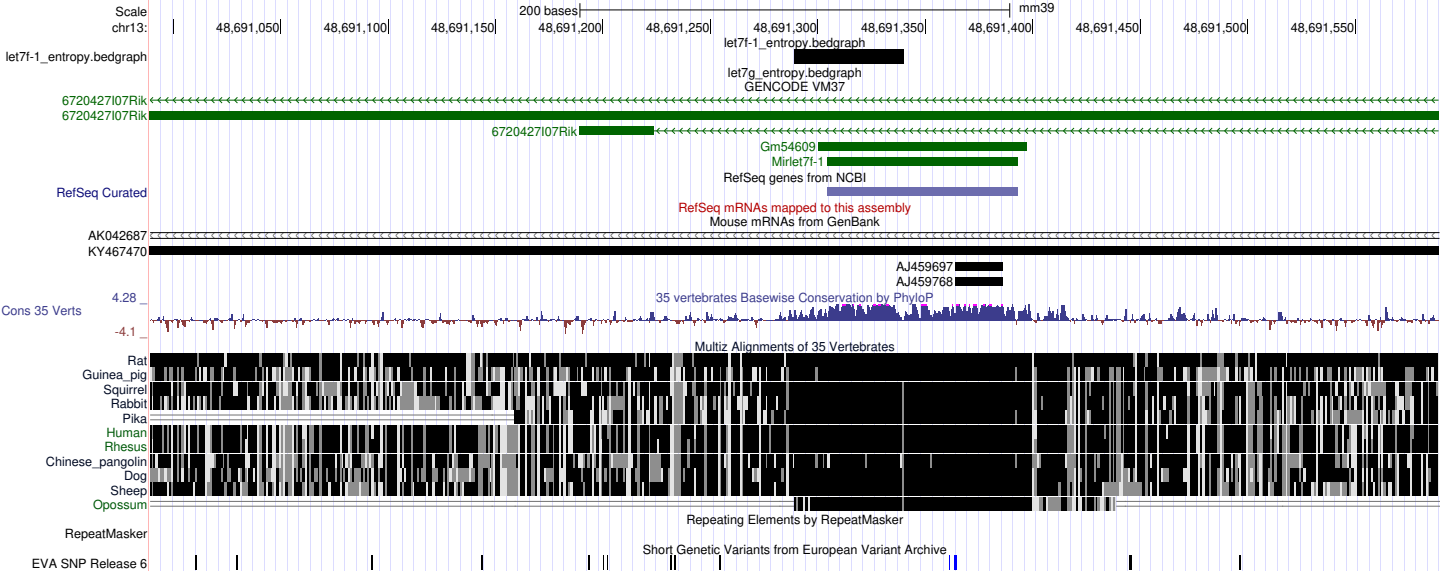 Scale 200 bases mm39
chr13: 48,691,050 48,691,100 48,691,150 48,691,200 48,691,250 48,691,300 48,691,350 48,691,400 48,691,450 48,691,500 48,691,550
let7f-1_entropy.bedgraph
let7f-1_entropy.bedgraph
let7g_entropy.bedgraph
GENCODE VM37
6720427I07Rik
6720427I07Rik
6720427I07Rik
Gm54609
Mirlet7f-1
RefSeq genes from NCBI
RefSeq Curated
RefSeq mRNAs mapped to this assembly
Mouse mRNAs from GenBank
AK042687
KY467470
AJ459697
AJ459768
4.28 _ 35 vertebrates Basewise Conservation by PhyloP
Cons 35 Verts
-4.1 _
Multiz Alignments of 35 Vertebrates
Rat
Guinea_pig
Squirrel
Rabbit
Pika
Human
Rhesus
Chinese_pangolin
Dog
Sheep
Opossum
Repeating Elements by RepeatMasker
RepeatMasker
Short Genetic Variants from European Variant Archive
EVA SNP Release 6